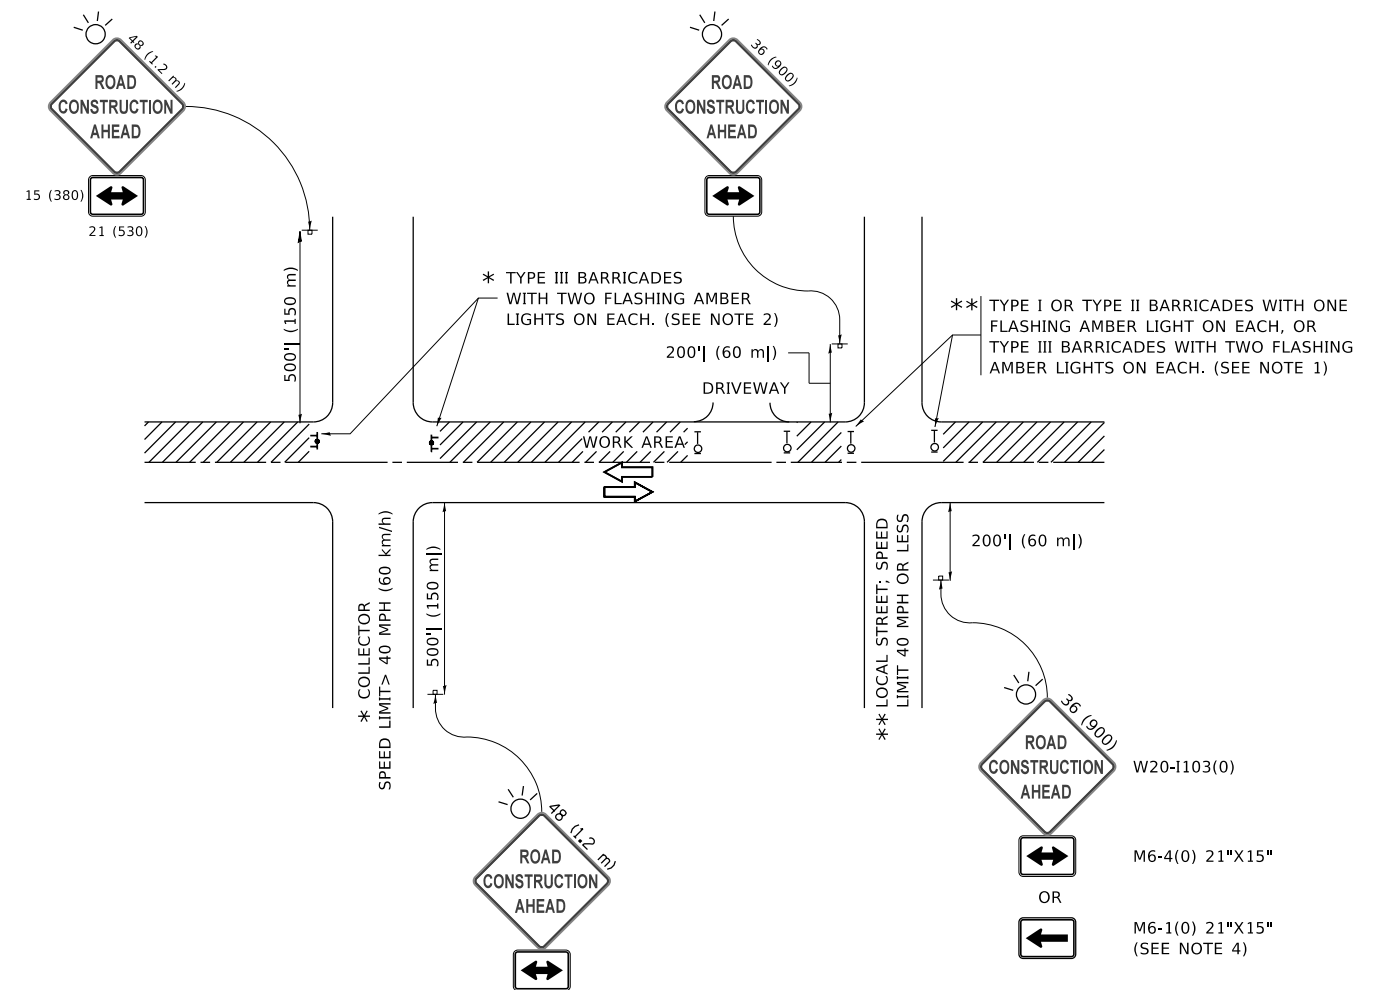 48 (1.2 m)
ROAD
CONSTRUCTION
AHEAD
15 (380)
21 (530)
36 (900)
ROAD
CONSTRUCTION
AHEAD
500'| (150 m)
* TYPE III BARRICADES
WITH TWO FLASHING AMBER
LIGHTS ON EACH. (SEE NOTE 2)
200'| (60 m|)
DRIVEWAY
** TYPE I OR TYPE II BARRICADES WITH ONE
FLASHING AMBER LIGHT ON EACH, OR
TYPE III BARRICADES WITH TWO FLASHING
AMBER LIGHTS ON EACH. (SEE NOTE 1)
WORK AREA
* COLLECTOR
SPEED LIMIT> 40 MPH (60 km/h)
500'| (150 m|)
** LOCAL STREET; SPEED
LIMIT 40 MPH OR LESS
200'| (60 m|)
48 (1.2 m)
ROAD
CONSTRUCTION
AHEAD
36 (900)
ROAD
CONSTRUCTION
AHEAD
W20-I103(0)
M6-4(0) 21"X15"
OR
M6-1(0) 21"X15"
(SEE NOTE 4)